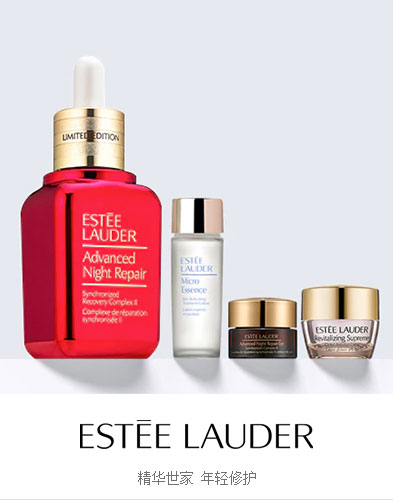 LIMITED EDITION
ESTĒE
LAUDER
Advanced
Night Repair
Synchronized
Recovery Complex II
Complexe de réparation
synchronisée II
ESTĒE
LAUDER
Micro
Essence
ESTĒE LAUDER
Advanced Night Repair Eye
ESTĒE LAUDER
Revitalizing Supreme
ESTĒE LAUDER
精华世家 年轻修护